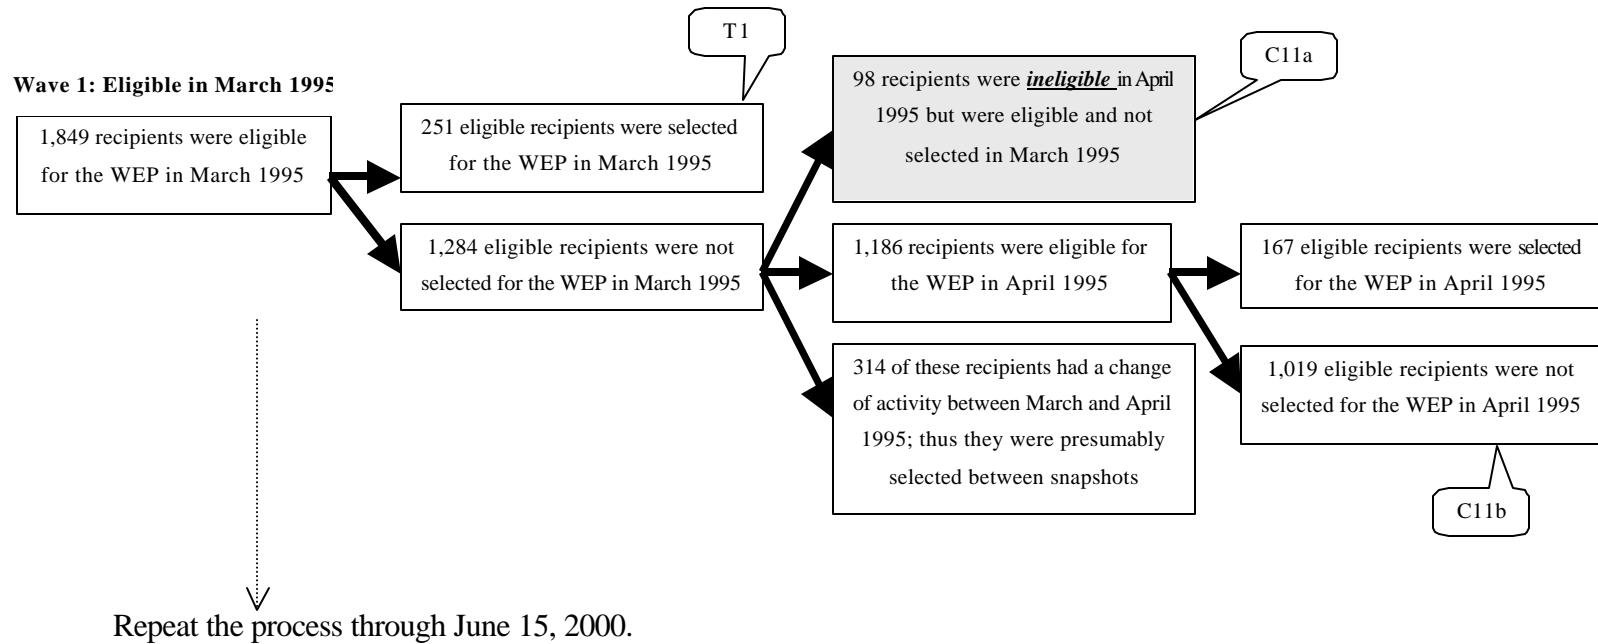 T1
C11a
Wave 1: Eligible in March 1995
1,849 recipients were eligible
for the WEP in March 1995
251 eligible recipients were selected
for the WEP in March 1995
98 recipients were ineligible in April
1995 but were eligible and not
selected in March 1995
1,284 eligible recipients were not
selected for the WEP in March 1995
1,186 recipients were eligible for
the WEP in April 1995
167 eligible recipients were selected
for the WEP in April 1995
314 of these recipients had a change
of activity between March and April
1995; thus they were presumably
selected between snapshots
1,019 eligible recipients were not
selected for the WEP in April 1995
C11b
Repeat the process through June 15, 2000.